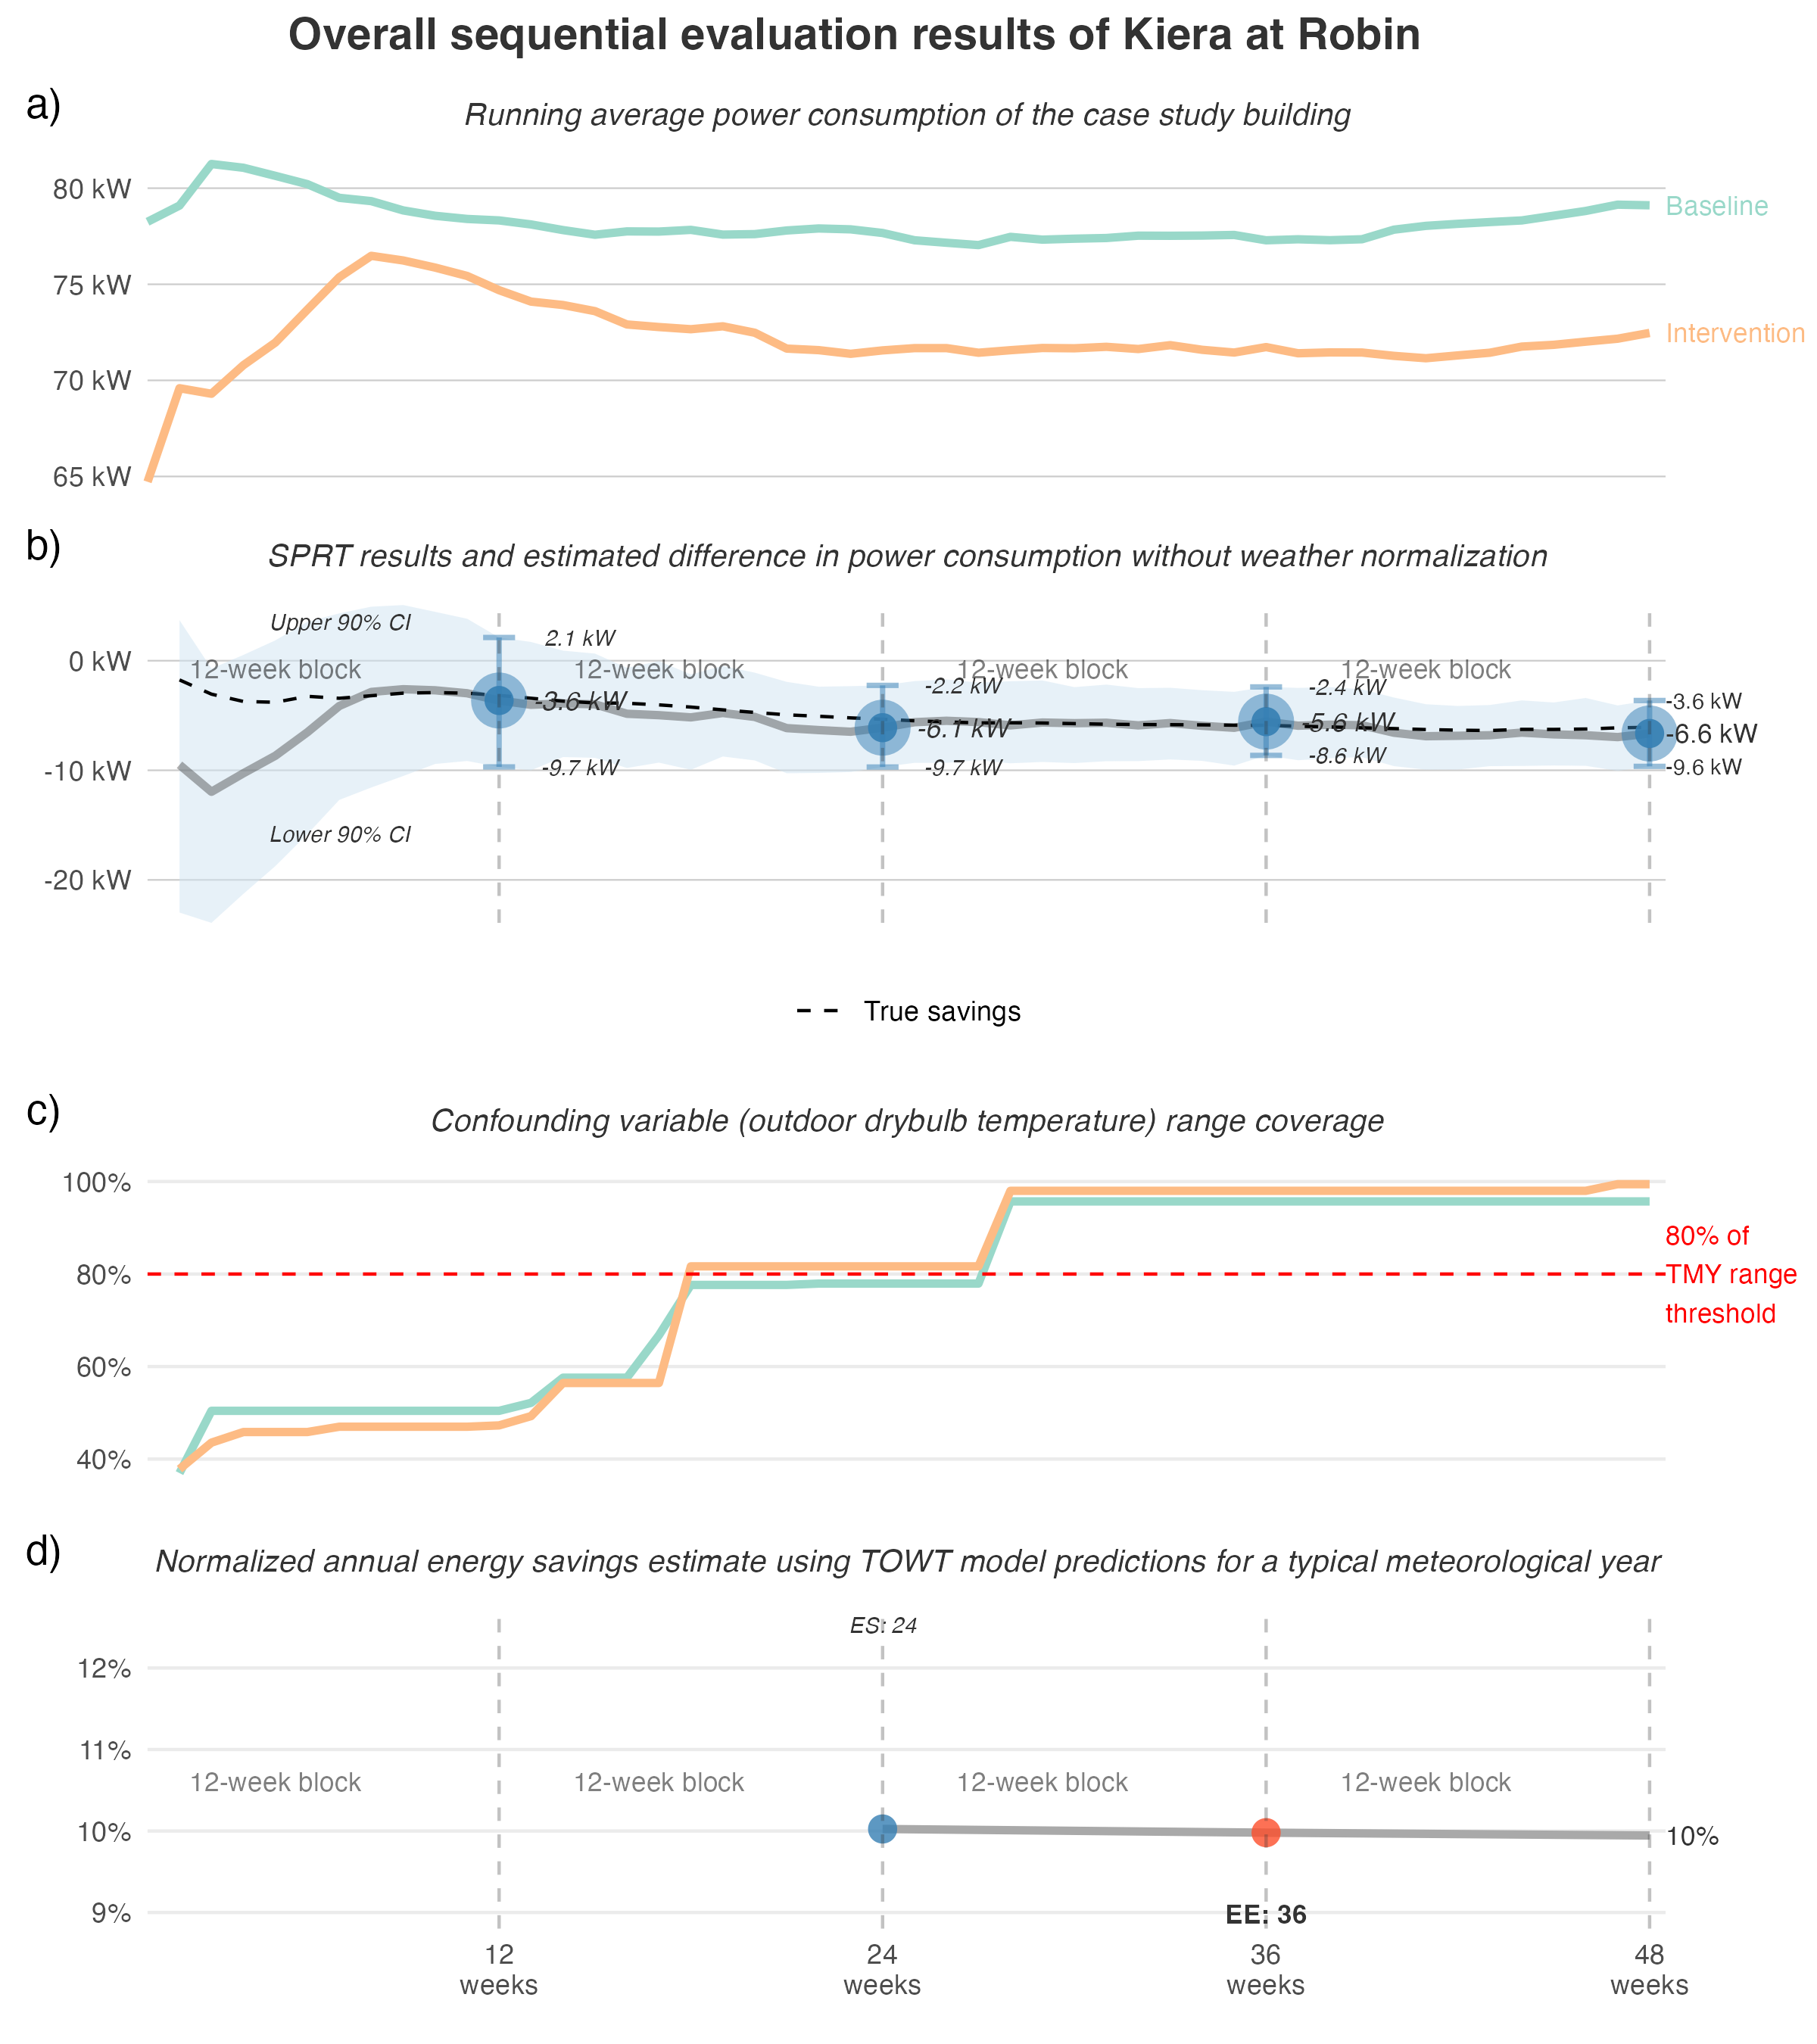 Overall sequential evaluation results of Kiera at Robin
a)
Running average power consumption of the case study building
80 kW
75 kW
70 kW
65 kW
Baseline
Intervention
b)
SPRT results and estimated difference in power consumption without weather normalization
Upper 90% CI
Lower 90% CI
0 kW
-10 kW
-20 kW
12-week block
12-week block
12-week block
12-week block
2.1 kW
-3.6 kW
-9.7 kW
-2.2 kW
-6.1 kW
-9.7 kW
-2.4 kW
-5.6 kW
-8.6 kW
-3.6 kW
-6.6 kW
-9.6 kW
True savings
c)
Confounding variable (outdoor drybulb temperature) range coverage
100%
80%
60%
40%
80% of
TMY range
threshold
d)
Normalized annual energy savings estimate using TOWT model predictions for a typical meteorological year
ES: 24
12%
11%
10%
9%
12-week block
12-week block
12-week block
12-week block
10%
EE: 36
12
weeks
24
weeks
36
weeks
48
weeks